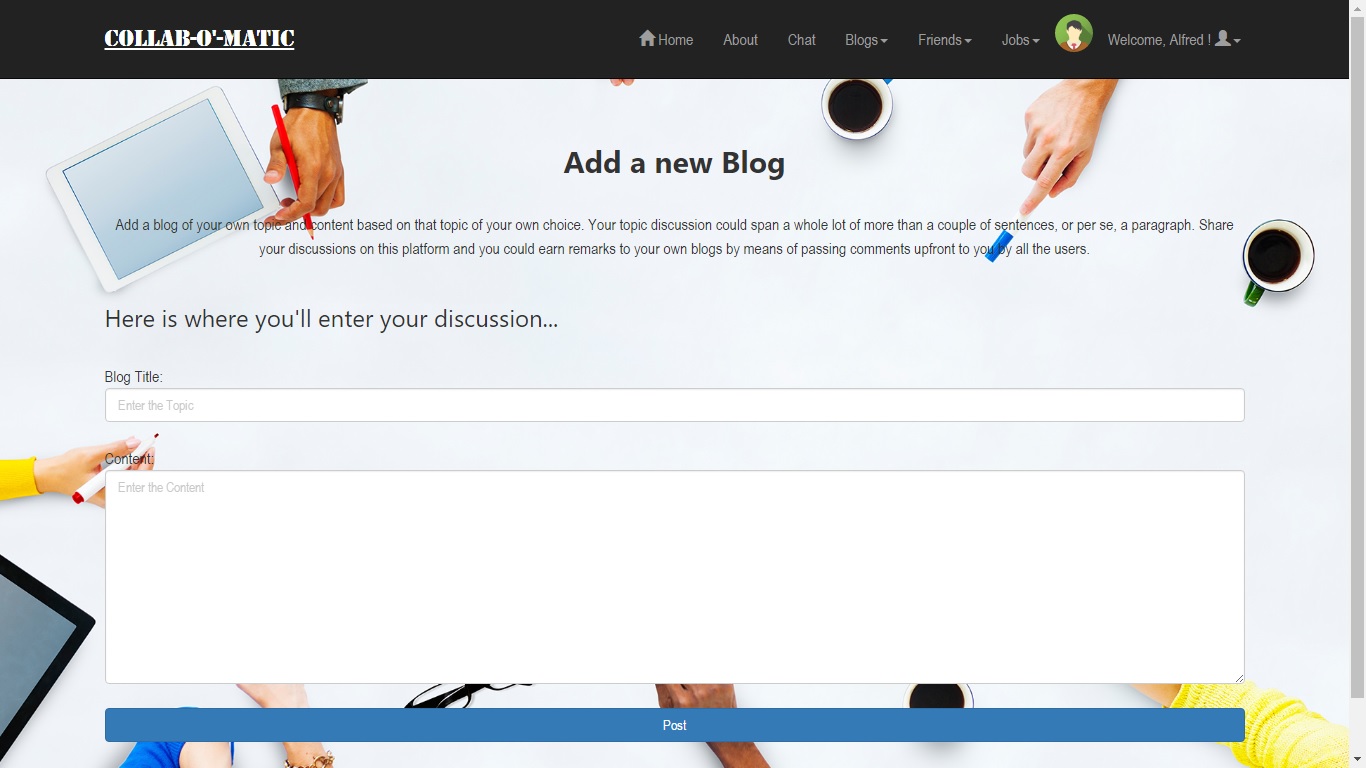 COLLAB-O'-MATIC Home About Chat Blogs Friends Jobs Welcome, Alfred !
Add a new Blog
Add a blog of your own topic and content based on that topic of your own choice. Your topic discussion could span a whole lot of more than a couple of sentences, or per se, a paragraph. Share
your discussions on this platform and you could earn remarks to your own blogs by means of passing comments upfront to you by all the users.
Here is where you'll enter your discussion...
Blog Title:
Enter the Topic
Content:
Enter the Content
Post